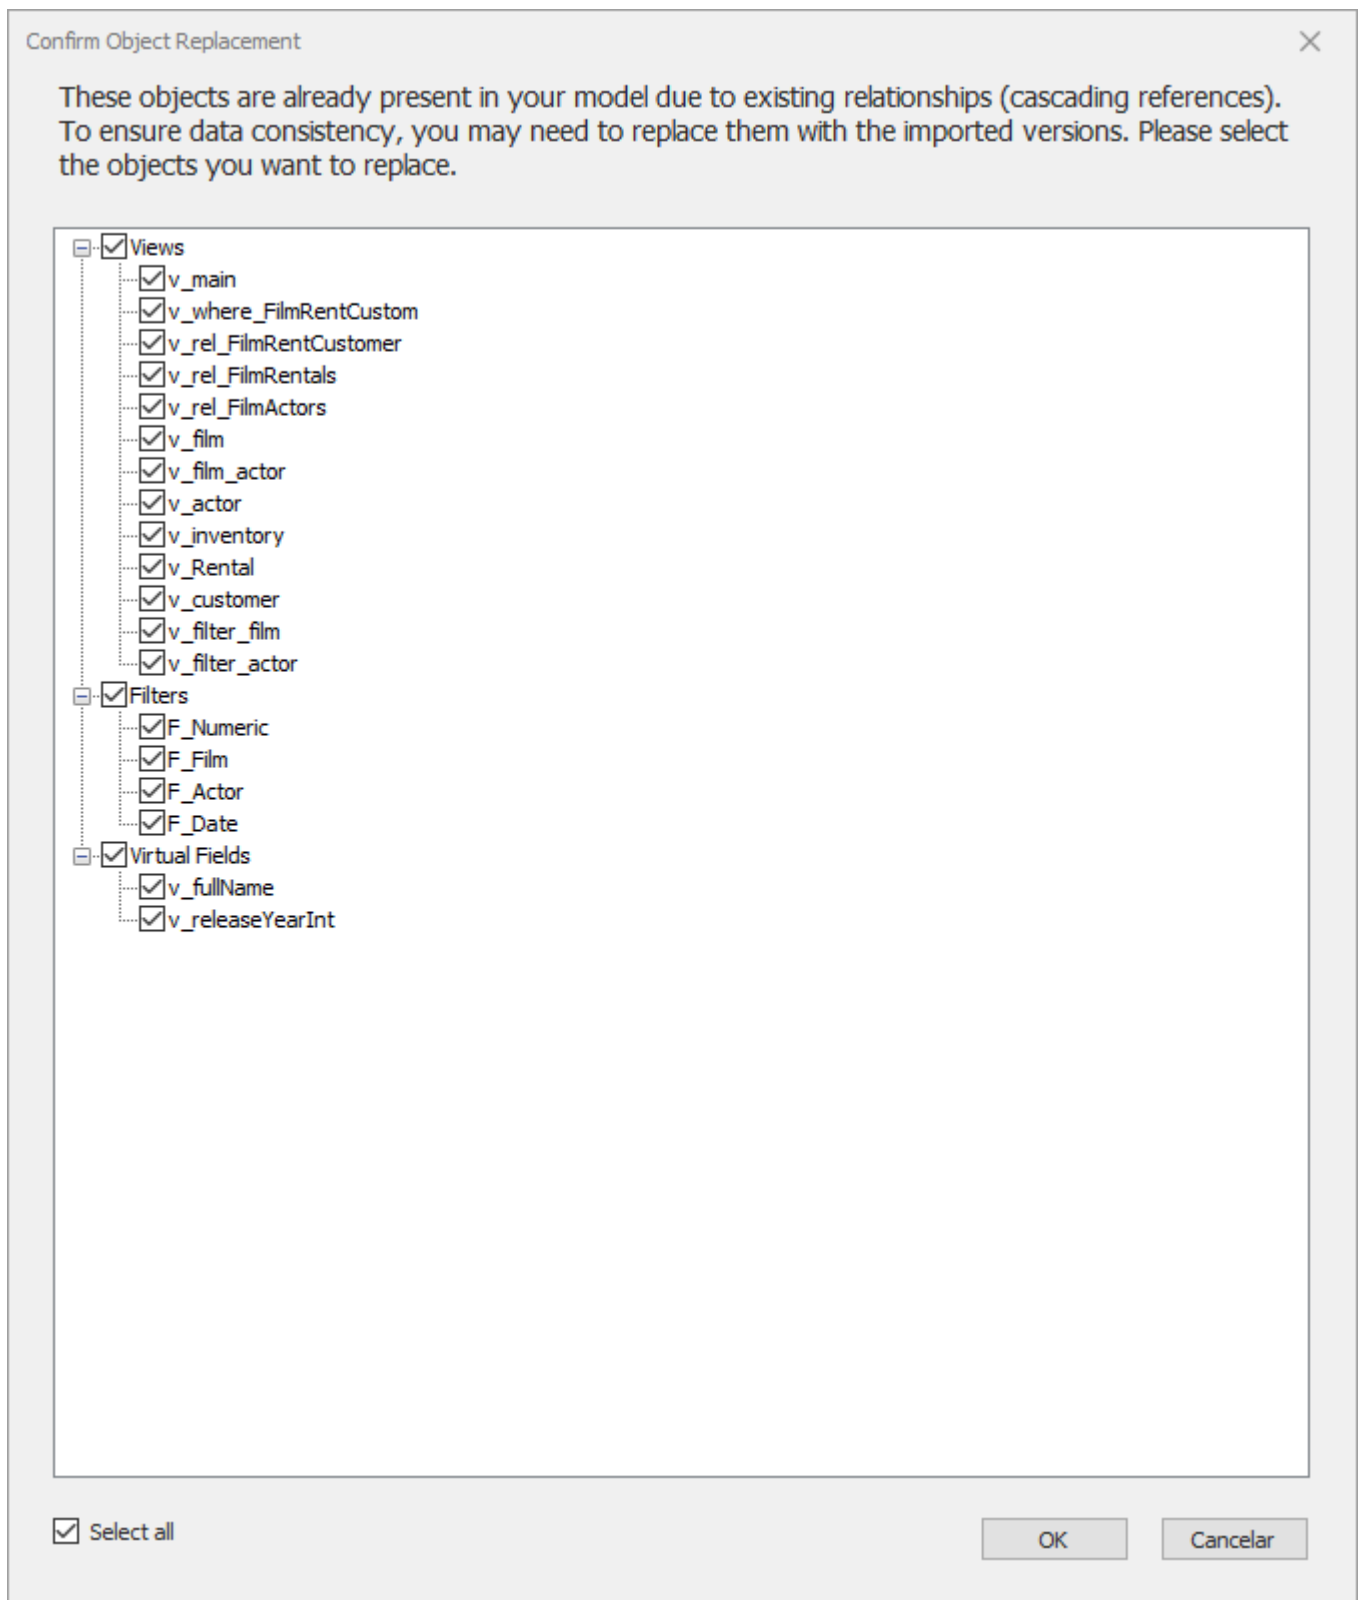 Confirm Object Replacement
These objects are already present in your model due to existing relationships (cascading references).
To ensure data consistency, you may need to replace them with the imported versions. Please select
the objects you want to replace.
Views
v_main
v_where_FilmRentCustom
v_rel_FilmRentCustomer
v_rel_FilmRentals
v_rel_FilmActors
v_film
v_film_actor
v_actor
v_inventory
v_Rental
v_customer
v_filter_film
v_filter_actor
Filters
F_Numeric
F_Film
F_Actor
F_Date
Virtual Fields
v_fullName
v_releaseYearInt
Select all
OK
Cancelar